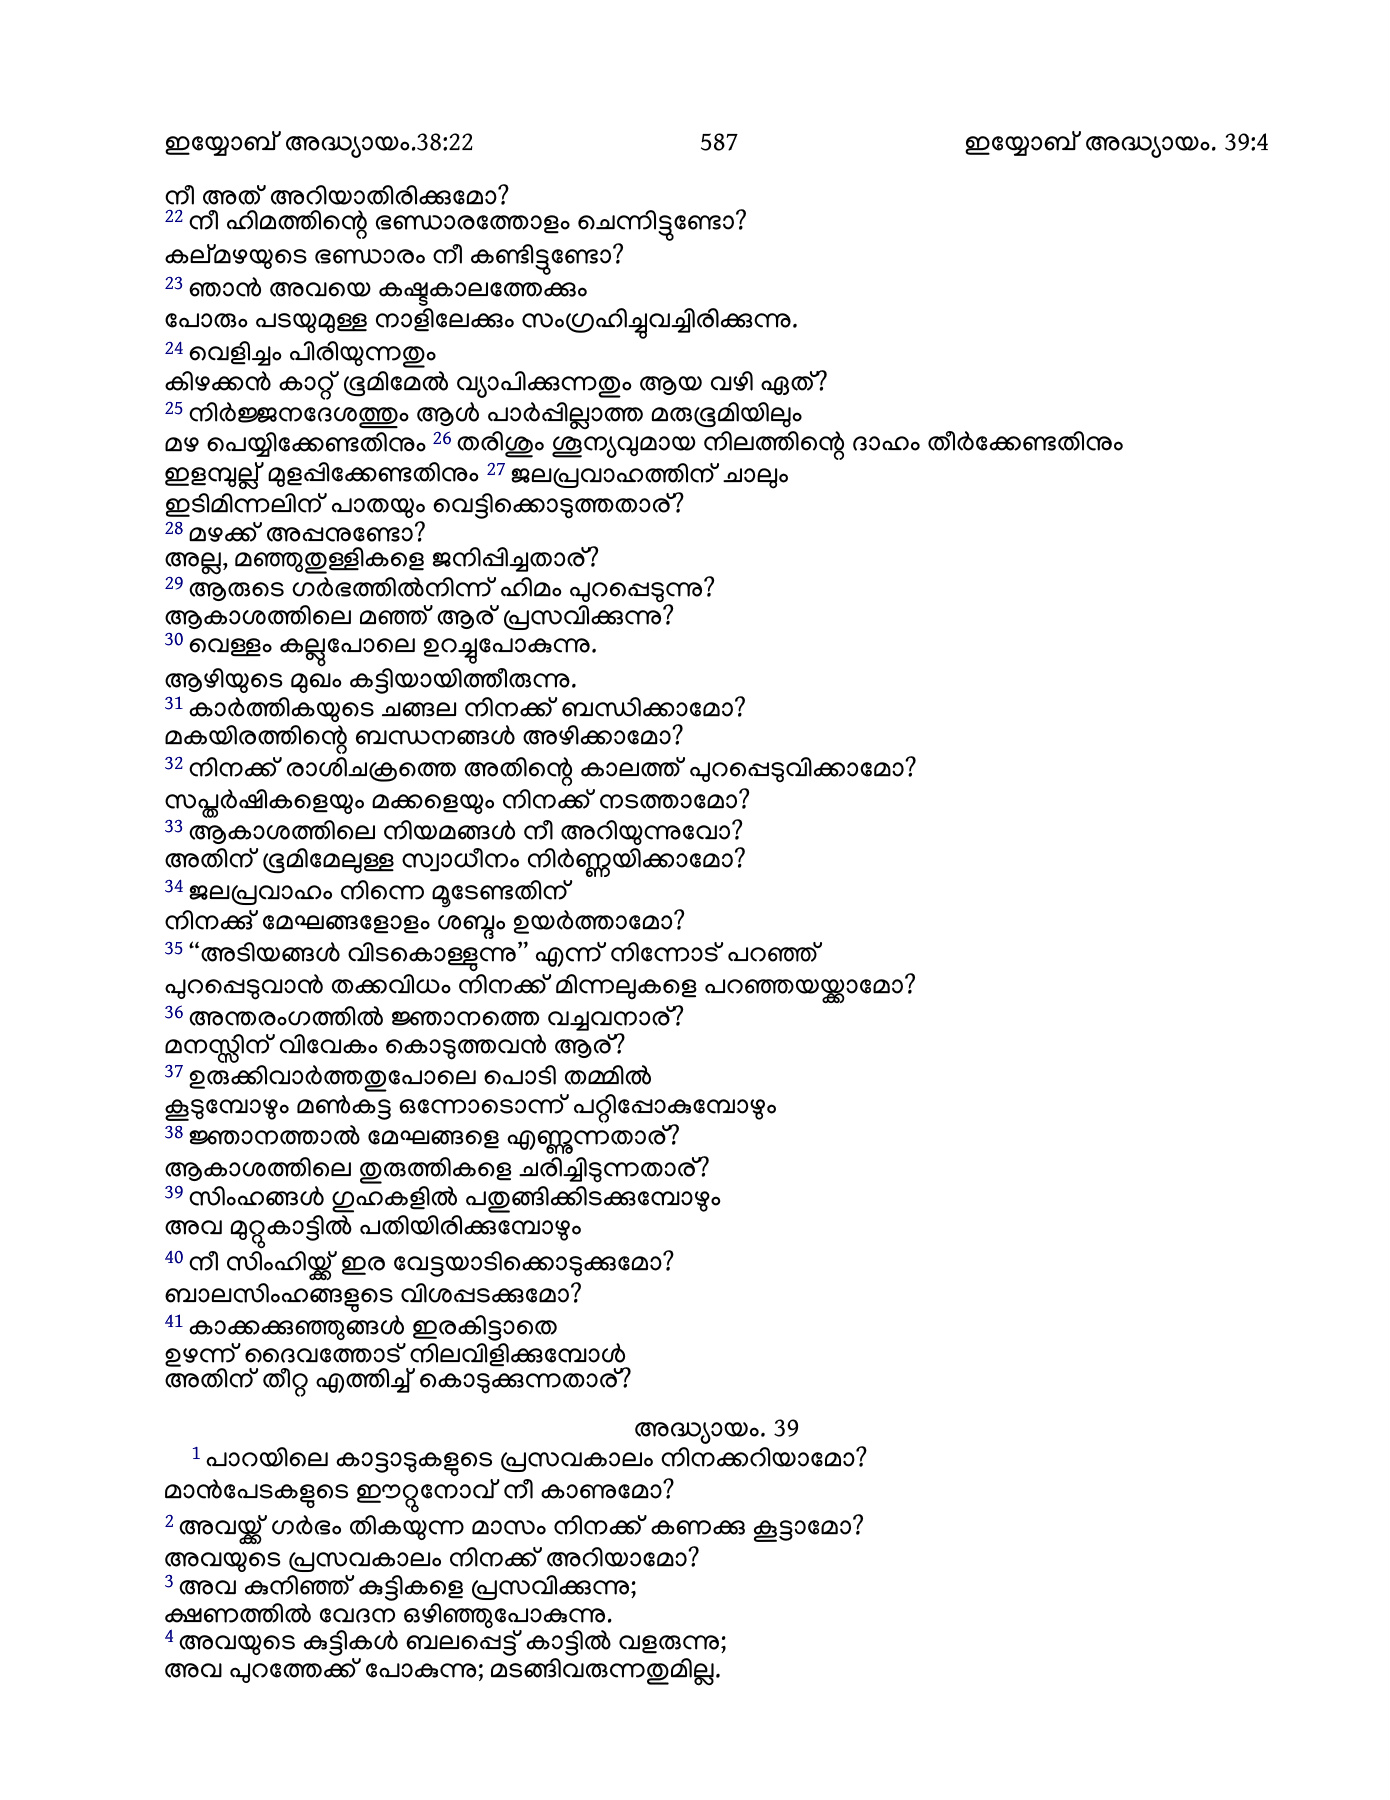 ഇയ്യോബ് അദ്ധ്യായം.38:22 587 ഇയ്യോബ് അദ്ധ്യായം. 39:4
നീ അത് അറിയാതിരിക്കുമോ?
22 നീ ഹിമത്തിന്റെ ഭണ്ഡാരത്തോളം ചെന്നിട്ടുണ്ടോ?
കല്മഴയുടെ ഭണ്ഡാരം നീ കണ്ടിട്ടുണ്ടോ?
23 ഞാൻ അവയെ കഷ്ടകാലത്തേക്കും
പോരും പടയുമുള്ള നാളിലേക്കും സംഗ്രഹിച്ചുവച്ചിരിക്കുന്നു.
24 വെളിച്ചം പിരിയുന്നതും
കിഴക്കൻ കാറ്റ് ഭൂമിമേൽ വ്യാപിക്കുന്നതും ആയ വഴി ഏത്?
25 നിർജ്ജനദേശത്തും ആൾ പാർപ്പില്ലാത്ത മരുഭൂമിയിലും
മഴ പെയ്യിക്കേണ്ടതിനും 26 തരിശും ശൂന്യവുമായ നിലത്തിന്റെ ദാഹം തീർക്കേണ്ടതിനും
ഇളമ്പുല്ല് മുളപ്പിക്കേണ്ടതിനും 27 ജലപ്രവാഹത്തിന് ചാലും
ഇടിമിന്നലിന് പാതയും വെട്ടിക്കൊടുത്തതാര്?
28 മഴക്ക് അപ്പനുണ്ടോ?
അല്ല, മഞ്ഞുതുള്ളികളെ ജനിപ്പിച്ചതാര്?
29 ആരുടെ ഗർഭത്തിൽനിന്ന് ഹിമം പുറപ്പെടുന്നു?
ആകാശത്തിലെ മഞ്ഞ് ആര് പ്രസവിക്കുന്നു?
30 വെള്ളം കല്ലുപോലെ ഉറച്ചുപോകുന്നു.
ആഴിയുടെ മുഖം കട്ടിയായിത്തീരുന്നു.
31 കാർത്തികയുടെ ചങ്ങല നിനക്ക് ബന്ധിക്കാമോ?
മകയിരത്തിന്റെ ബന്ധനങ്ങൾ അഴിക്കാമോ?
32 നിനക്ക് രാശിചക്രത്തെ അതിന്റെ കാലത്ത് പുറപ്പെടുവിക്കാമോ?
സപ്തർഷികളെയും മക്കളെയും നിനക്ക് നടത്താമോ?
33 ആകാശത്തിലെ നിയമങ്ങൾ നീ അറിയുന്നുവോ?
അതിന് ഭൂമിമേലുള്ള സ്വാധീനം നിർണ്ണയിക്കാമോ?
34 ജലപ്രവാഹം നിന്നെ മൂടേണ്ടതിന്
നിനക്കു് മേഘങ്ങളോളം ശബ്ദം ഉയർത്താമോ?
35 “അടിയങ്ങൾ വിടകൊള്ളുന്നു” എന്ന് നിന്നോട് പറഞ്ഞ്
പുറപ്പെടുവാൻ തക്കവിധം നിനക്ക് മിന്നലുകളെ പറഞ്ഞയയ്ക്കാമോ?
36 അന്തരംഗത്തിൽ ജ്ഞാനത്തെ വച്ചവനാര്?
മനസ്സിന് വിവേകം കൊടുത്തവൻ ആര്?
37 ഉരുക്കിവാർത്തതുപോലെ പൊടി തമ്മിൽ
കൂടുമ്പോഴും മൺകട്ട ഒന്നോടൊന്ന് പറ്റിപ്പോകുമ്പോഴും
38 ജ്ഞാനത്താൽ മേഘങ്ങളെ എണ്ണുന്നതാര്?
ആകാശത്തിലെ തുരുത്തികളെ ചരിച്ചിടുന്നതാര്?
39 സിംഹങ്ങൾ ഗുഹകളിൽ പതുങ്ങിക്കിടക്കുമ്പോഴും
അവ മുറ്റുകാട്ടിൽ പതിയിരിക്കുമ്പോഴും
40 നീ സിംഹിയ്ക്ക് ഇര വേട്ടയാടിക്കൊടുക്കുമോ?
ബാലസിംഹങ്ങളുടെ വിശപ്പടക്കുമോ?
41 കാക്കക്കുഞ്ഞുങ്ങൾ ഇരകിട്ടാതെ
ഉഴന്ന് ദൈവത്തോട് നിലവിളിക്കുമ്പോൾ
അതിന് തീറ്റ എത്തിച്ച് കൊടുക്കുന്നതാര്?
അദ്ധ്യായം. 39
1 പാറയിലെ കാട്ടാടുകളുടെ പ്രസവകാലം നിനക്കറിയാമോ?
മാൻപേടകളുടെ ഈറ്റുനോവ് നീ കാണുമോ?
2 അവയ്ക്ക് ഗർഭം തികയുന്ന മാസം നിനക്ക് കണക്കു കൂട്ടാമോ?
അവയുടെ പ്രസവകാലം നിനക്ക് അറിയാമോ?
3 അവ കുനിഞ്ഞ് കുട്ടികളെ പ്രസവിക്കുന്നു;
ക്ഷണത്തിൽ വേദന ഒഴിഞ്ഞുപോകുന്നു.
4 അവയുടെ കുട്ടികൾ ബലപ്പെട്ട് കാട്ടിൽ വളരുന്നു;
അവ പുറത്തേക്ക് പോകുന്നു; മടങ്ങിവരുന്നതുമില്ല.